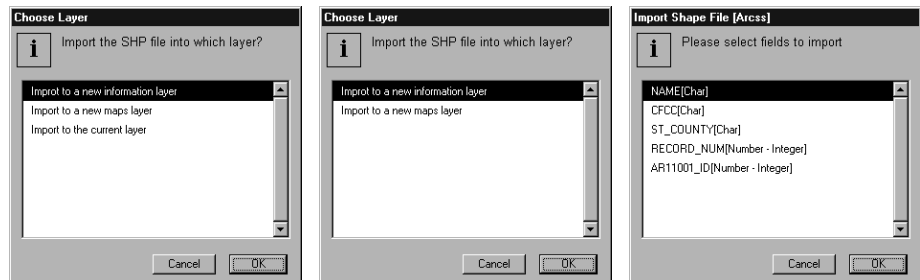 Choose Layer
Import the SHP file into which layer?
Improt to a new information layer
Import to a new maps layer
Import to the current layer
Cancel
OK
Choose Layer
Import the SHP file into which layer?
Improt to a new information layer
Import to a new maps layer
Cancel
OK
Import Shape File [Arcss]
Please select fields to import
NAME[Char]
CFCC[Char]
ST_COUNTY[Char]
RECORD_NUM[Number - Integer]
AR11001_ID[Number - Integer]
Cancel
OK